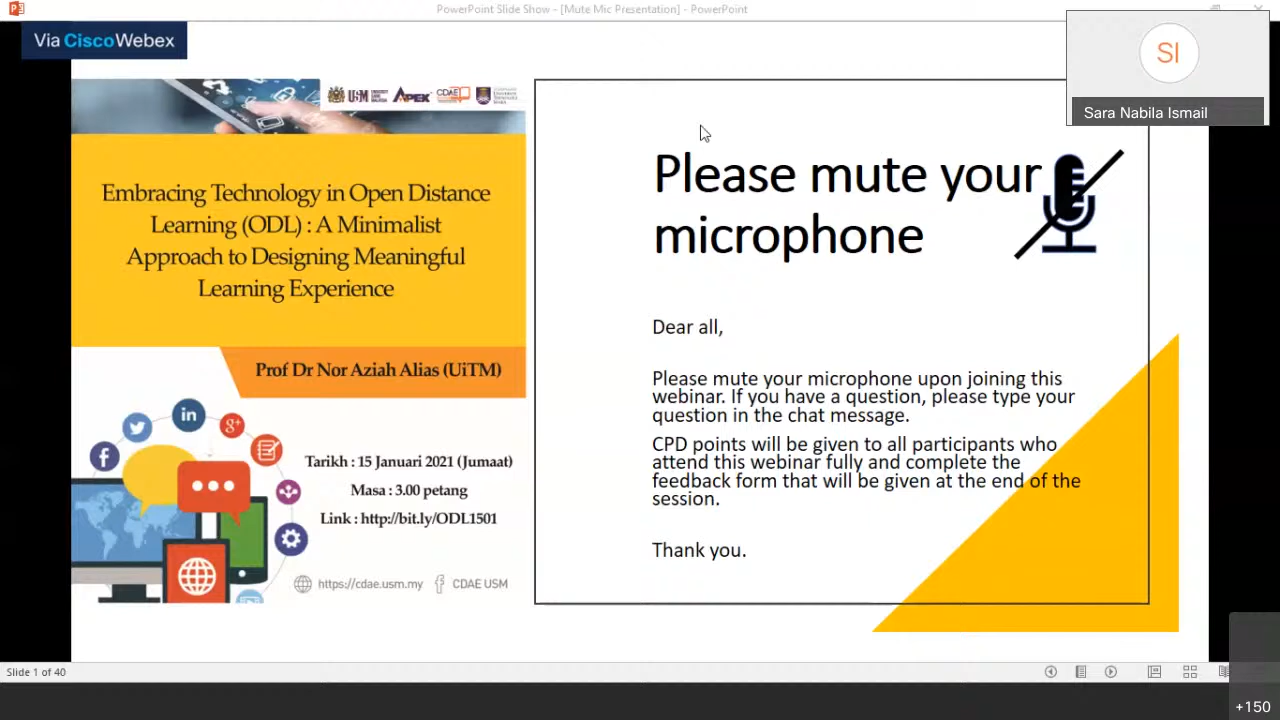 PowerPoint Slide Show - [Mute Mic Presentation] - PowerPoint
Via CiscoWebex
SI
Sara Nabila Ismail
USM
APEX
CDAE
Embracing Technology in Open Distance
Learning (ODL) : A Minimalist
Approach to Designing Meaningful
Learning Experience
Prof Dr Nor Aziah Alias (UiTM)
Tarikh : 15 Januari 2021 (Jumaat)
Masa : 3.00 petang
Link : http://bit.ly/ODL1501
https://cdae.usm.my
CDAE USM
Please mute your
microphone
Dear all,
Please mute your microphone upon joining this
webinar. If you have a question, please type your
question in the chat message.
CPD points will be given to all participants who
attend this webinar fully and complete the
feedback form that will be given at the end of the
session.
Thank you.
Slide 1 of 40
+150